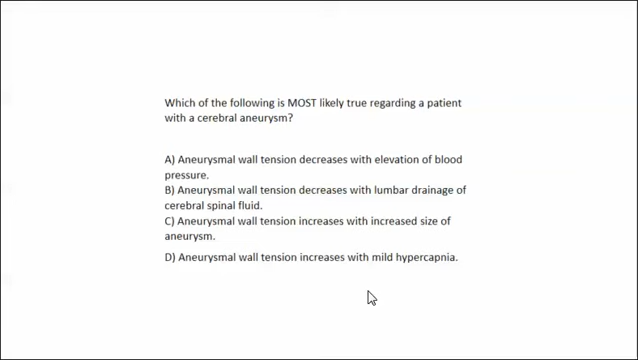 Which of the following is MOST likely true regarding a patient
with a cerebral aneurysm?
A) Aneurysmal wall tension decreases with elevation of blood
pressure.
B) Aneurysmal wall tension decreases with lumbar drainage of
cerebral spinal fluid.
C) Aneurysmal wall tension increases with increased size of
aneurysm.
D) Aneurysmal wall tension increases with mild hypercapnia.